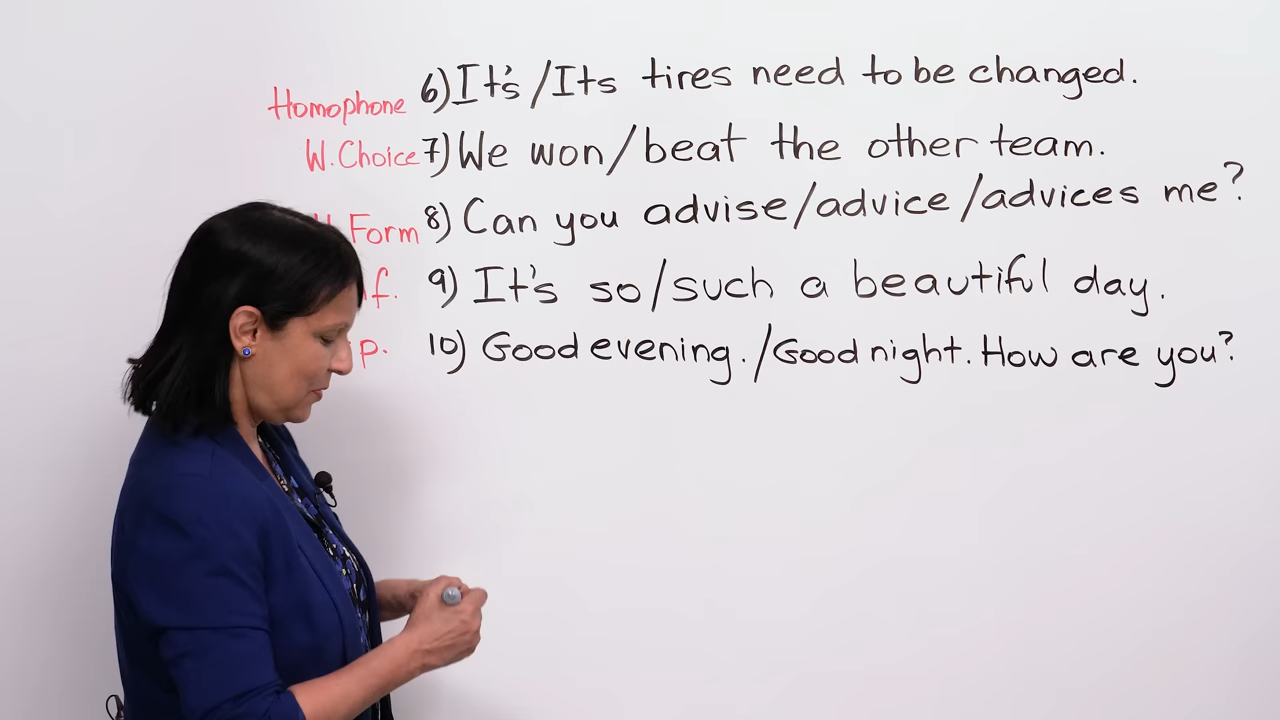 Homophone 6) It's/Its tires need to be changed.
W. Choice 7) We won/beat the other team.
Form 8) Can you advise/advice/advices me?
f. 9) It's so/such a beautiful day.
p. 10) Good evening./Good night. How are you?